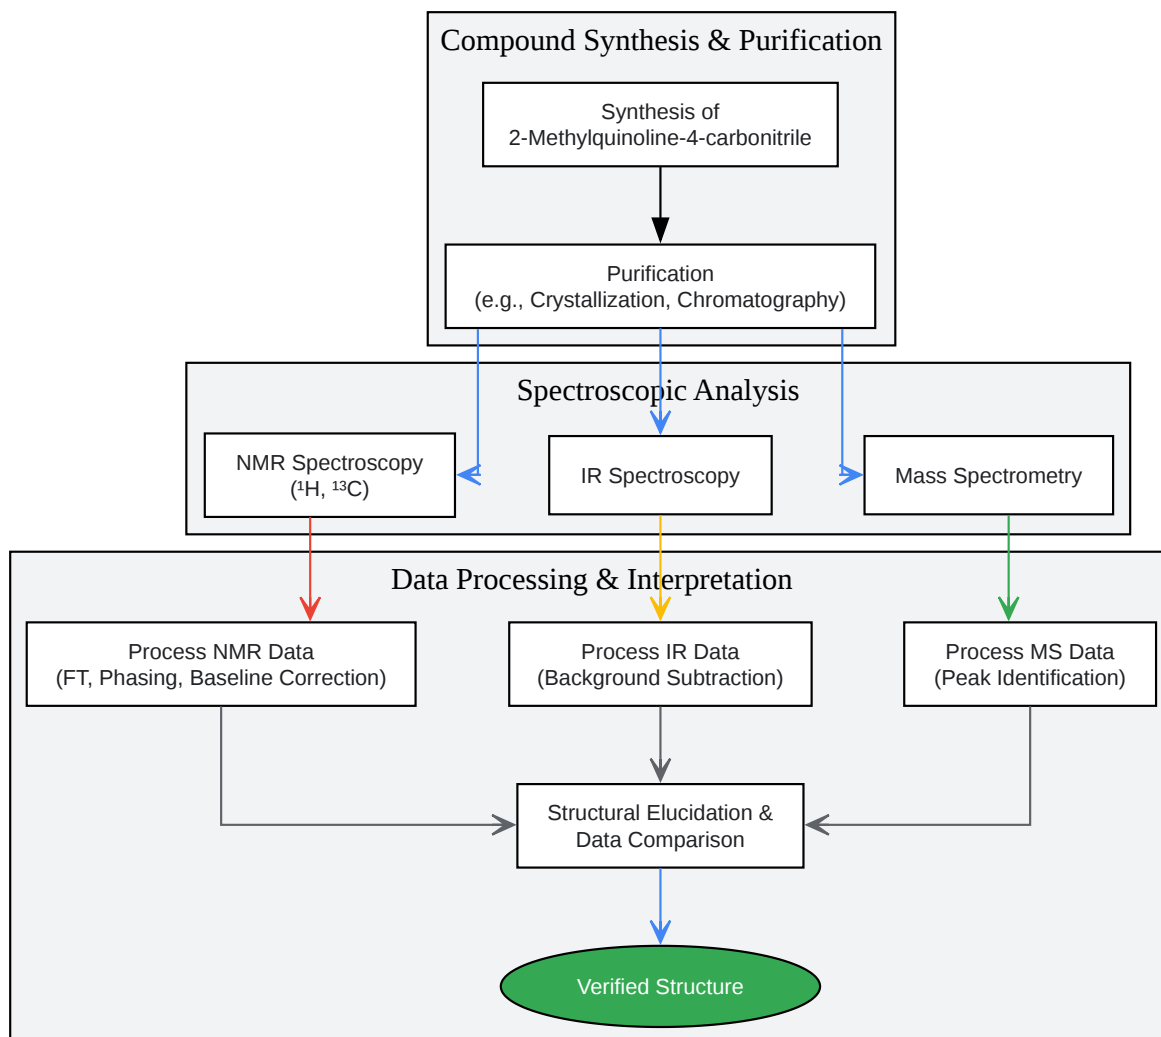 Compound Synthesis & Purification
Synthesis of
2-Methylquinoline-4-carbonitrile
Purification
(e.g., Crystallization, Chromatography)
Spectroscopic Analysis
NMR Spectroscopy
(¹H, ¹³C)
IR Spectroscopy
Mass Spectrometry
Data Processing & Interpretation
Process NMR Data
(FT, Phasing, Baseline Correction)
Process IR Data
(Background Subtraction)
Process MS Data
(Peak Identification)
Structural Elucidation &
Data Comparison
Verified Structure